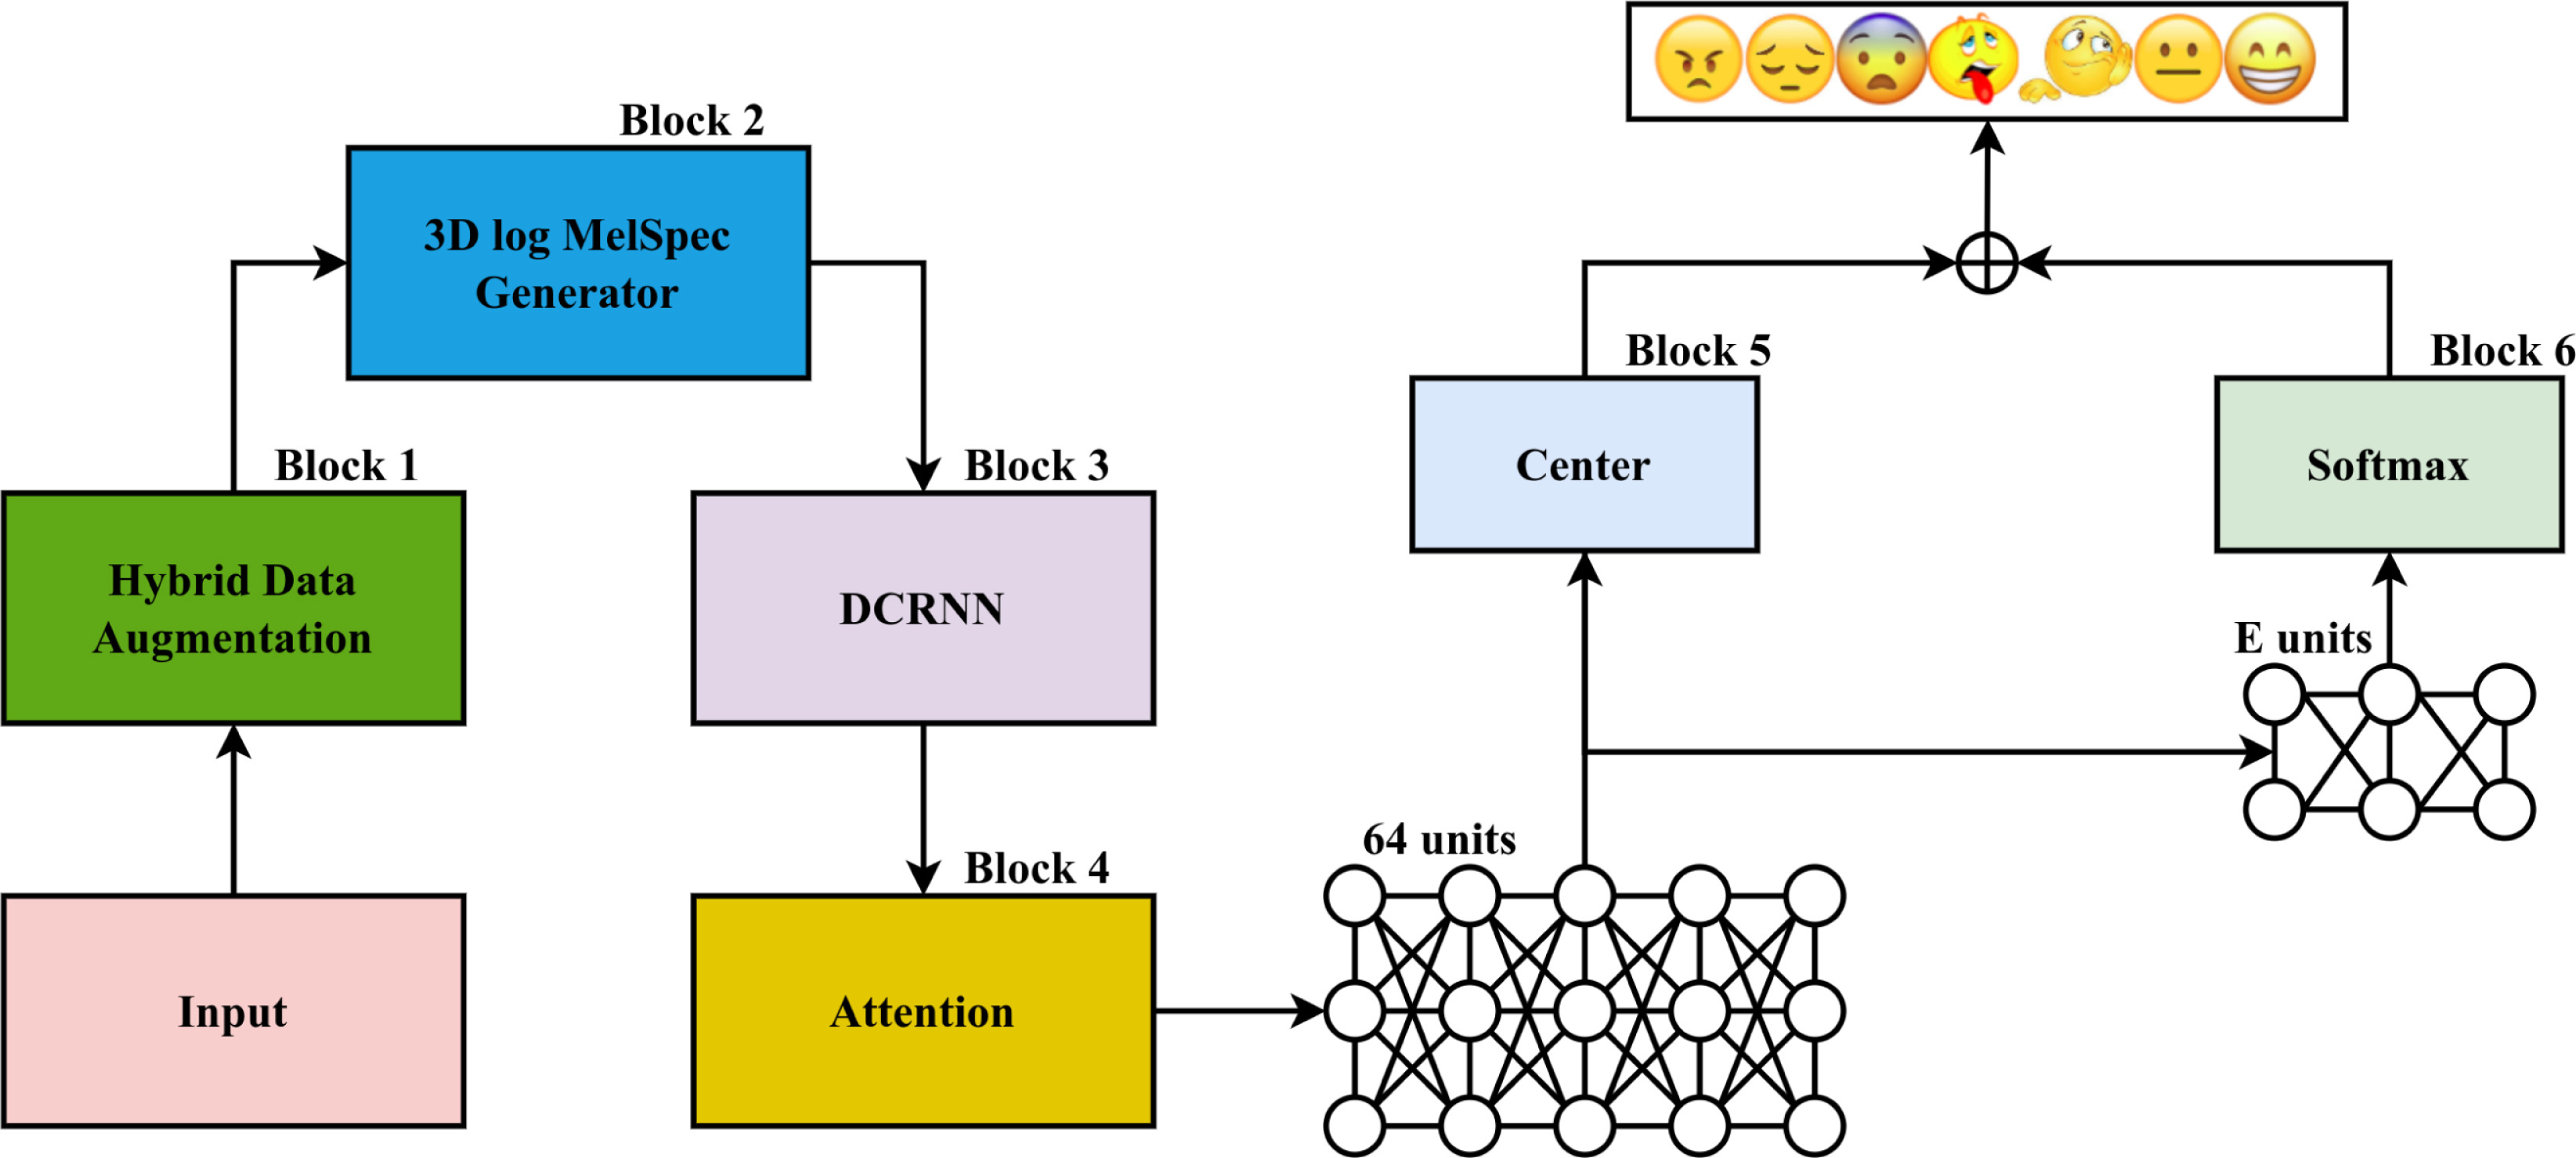 Block 2
3D log MelSpec
Generator
Block 1
Hybrid Data
Augmentation
Input
Block 3
DCRNN
Block 4
Attention
64 units
Block 5
Center
E units
Block 6
Softmax